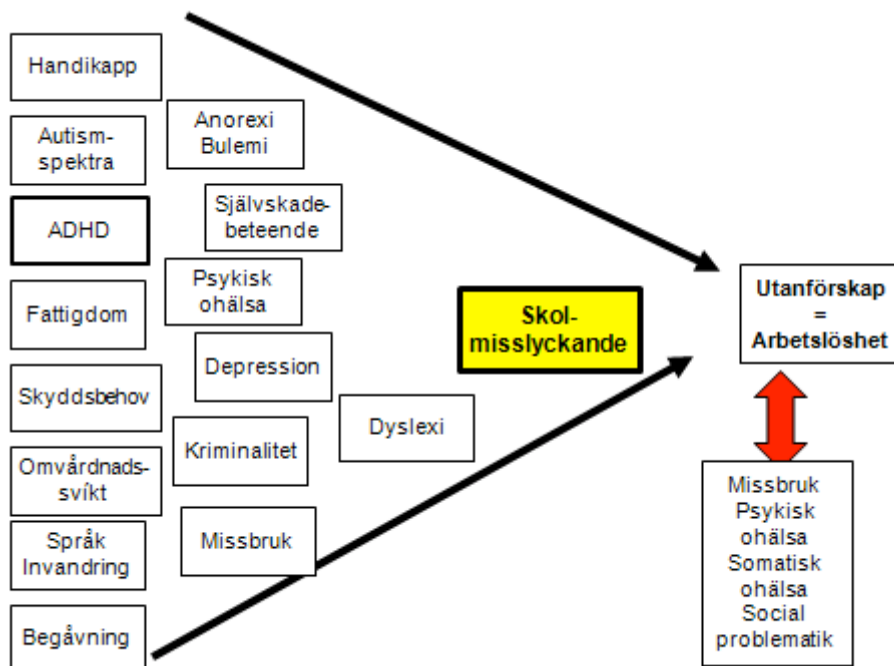 Handikapp
Autism-
spektra
ADHD
Fattigdom
Skyddsbehov
Omvårdnads-
svíkt
Språk
Invandring
Begåvning
Anorexi
Bulemi
Självskade-
beteende
Psykisk
ohälsa
Depression
Kriminalitet
Missbruk
Dyslexi
Skol-
misslyckande
Utanförskap
=
Arbetslöshet
Missbruk
Psykisk
ohälsa
Somatisk
ohälsa
Social
problematik